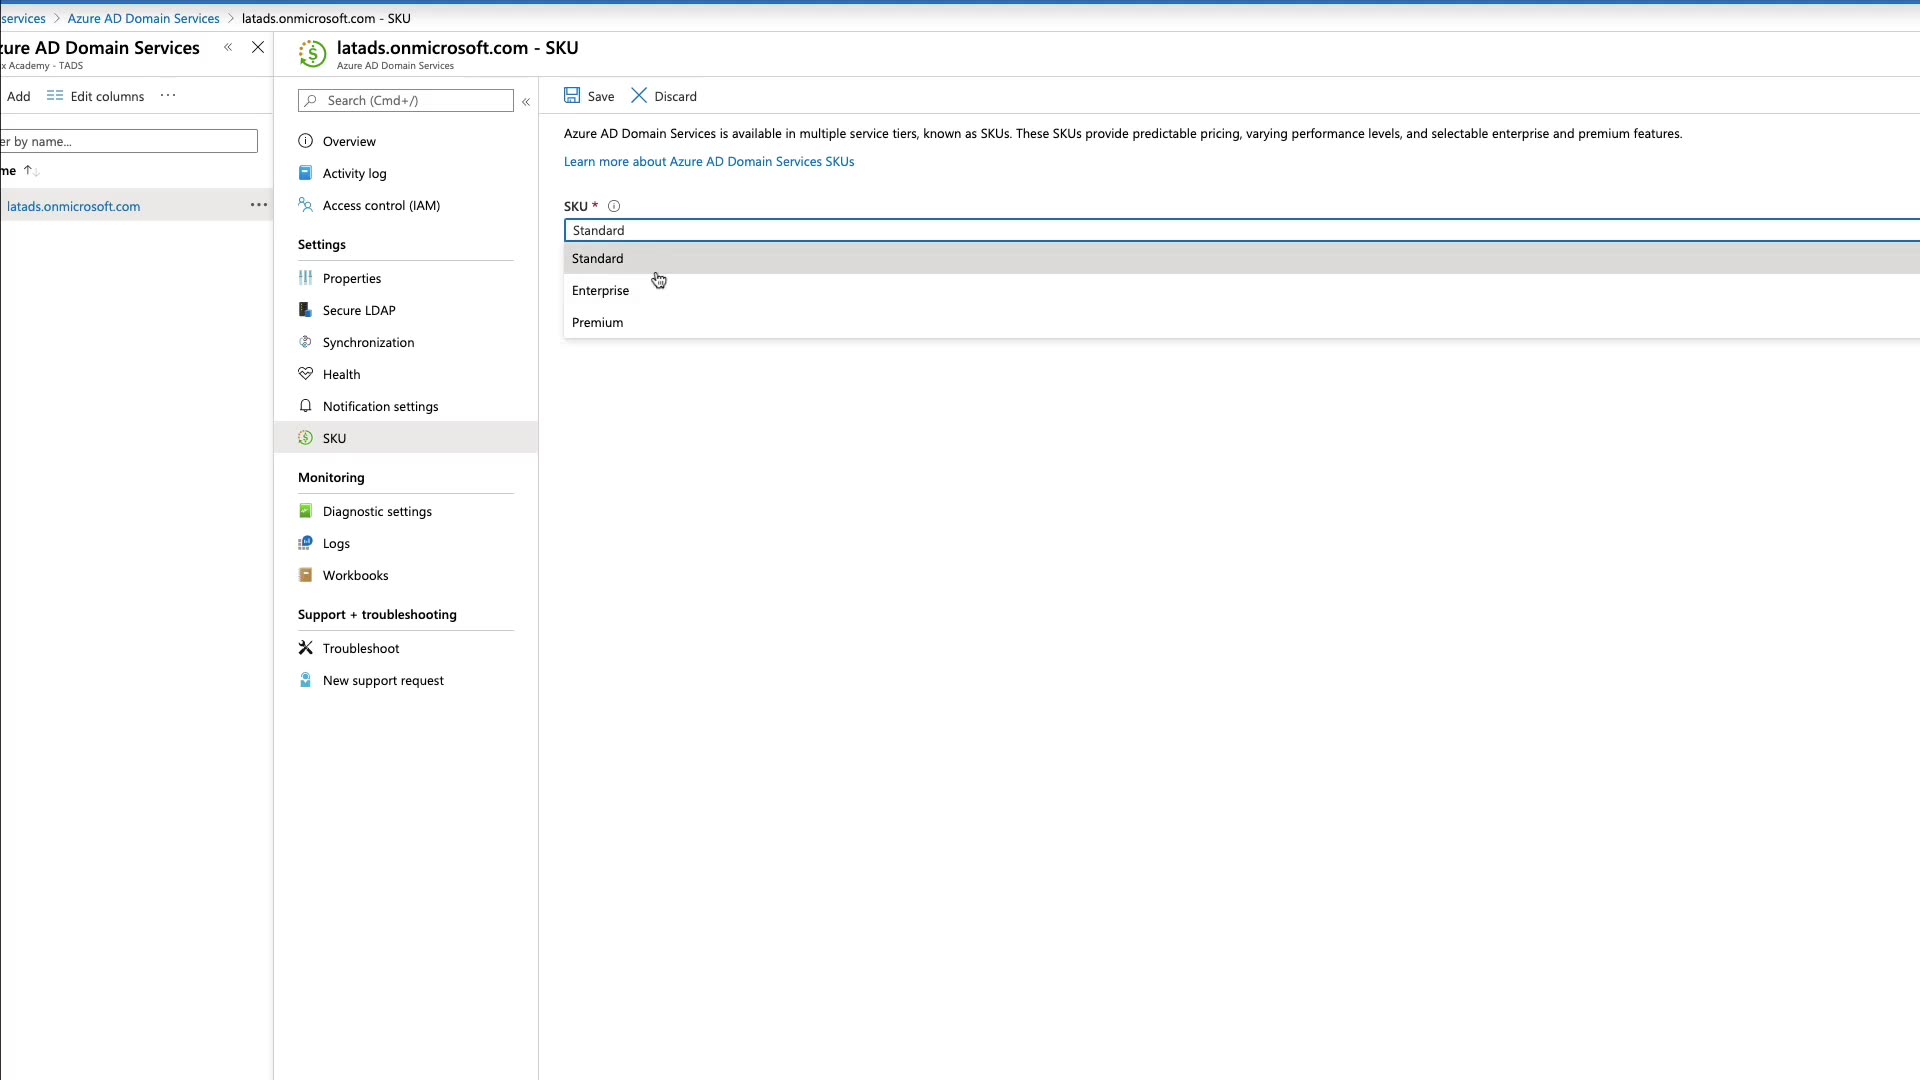 services > Azure AD Domain Services > latads.onmicrosoft.com - SKU
zure AD Domain Services
x Academy - TADS
Add
Edit columns
er by name...
me
latads.onmicrosoft.com
latads.onmicrosoft.com - SKU
Azure AD Domain Services
Search (Cmd+/)
Overview
Activity log
Access control (IAM)
Settings
Properties
Secure LDAP
Synchronization
Health
Notification settings
SKU
Monitoring
Diagnostic settings
Logs
Workbooks
Support + troubleshooting
Troubleshoot
New support request
Save
Discard
Azure AD Domain Services is available in multiple service tiers, known as SKUs. These SKUs provide predictable pricing, varying performance levels, and selectable enterprise and premium features.
Learn more about Azure AD Domain Services SKUs
SKU *
Standard
Standard
Enterprise
Premium